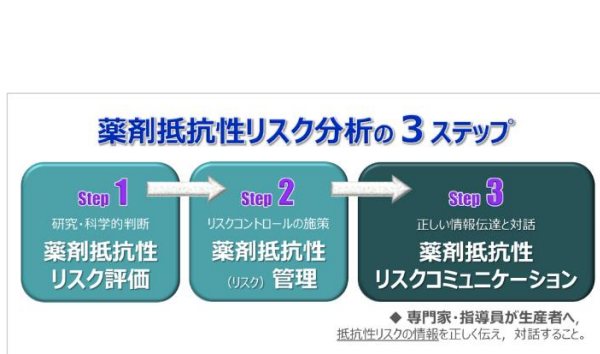 薬剤抵抗性リスク分析の 3 ステップ
Step 1
研究・科学的判断
薬剤抵抗性
リスク評価
Step 2
リスクコントロールの施策
薬剤抵抗性
(リスク) 管理
Step 3
正しい情報伝達と対話
薬剤抵抗性
リスクコミュニケーション
◆ 専門家・指導員が生産者へ,
抵抗性リスクの情報を正しく伝え, 対話すること。